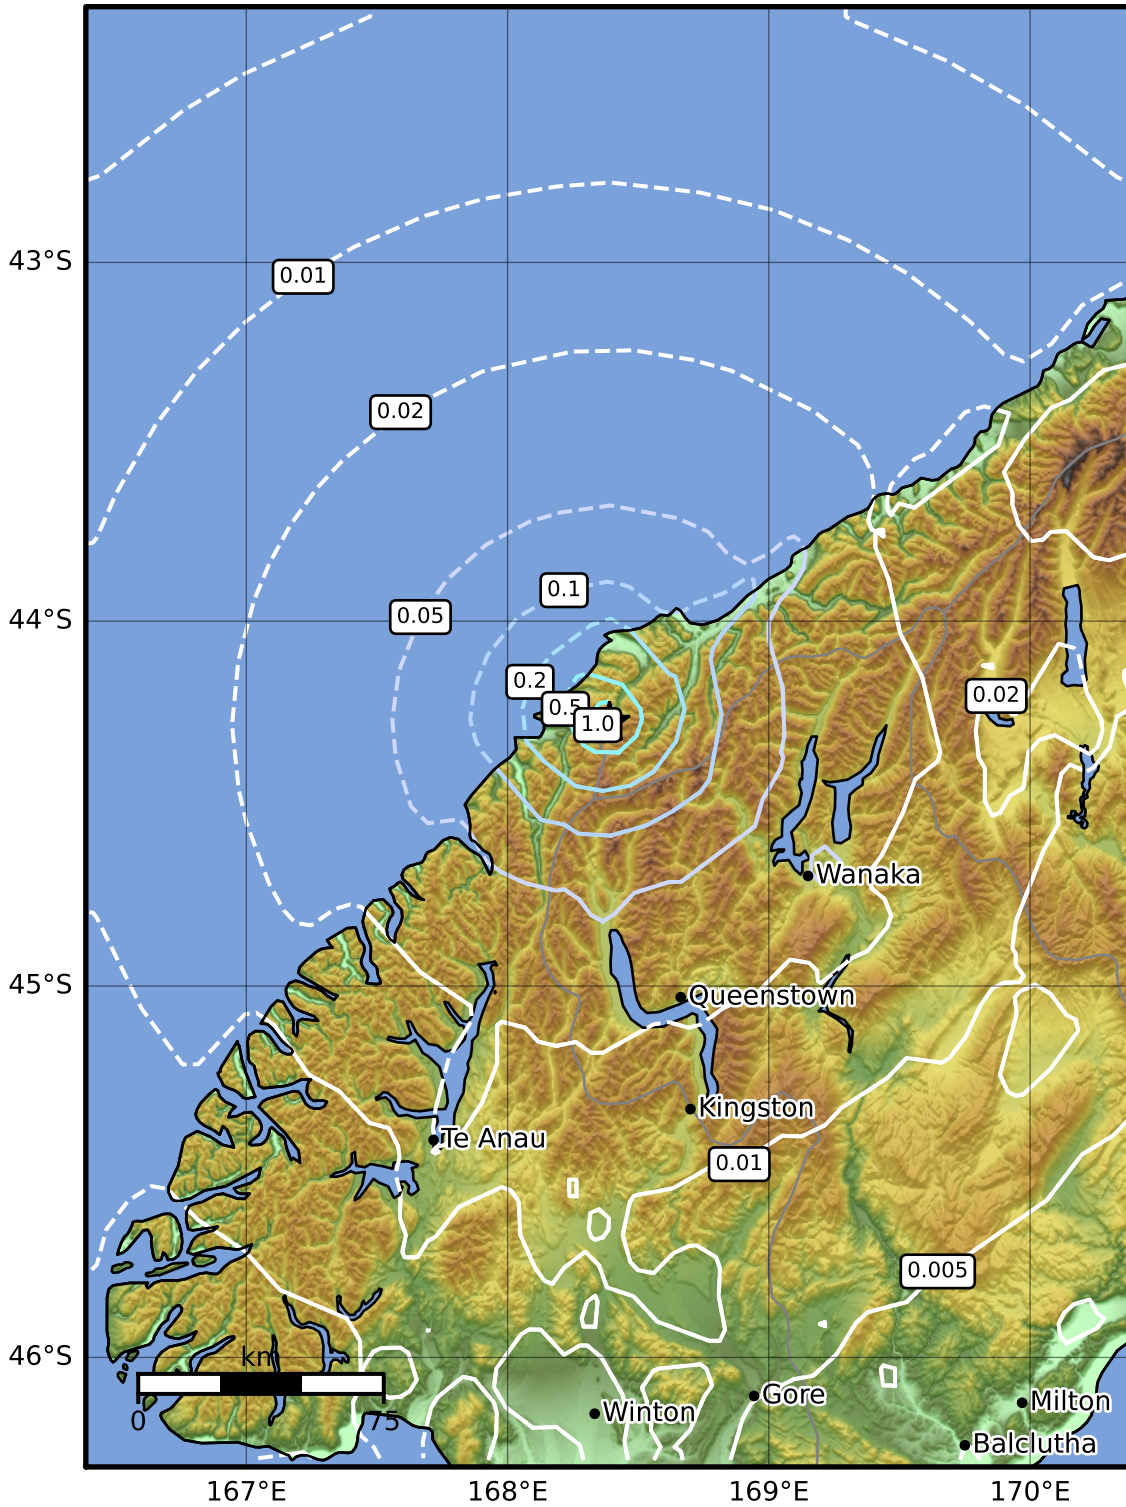 43°S
0.01
0.02
44°S
0.1
0.05
0.2
0.5
1.0
0.02
Wanaka
45°S
Queenstown
Kingston
Te Anau
0.01
0.005
46°S
km
0
75
Gore
Winton
Milton
Balclutha
167°E
168°E
169°E
170°E